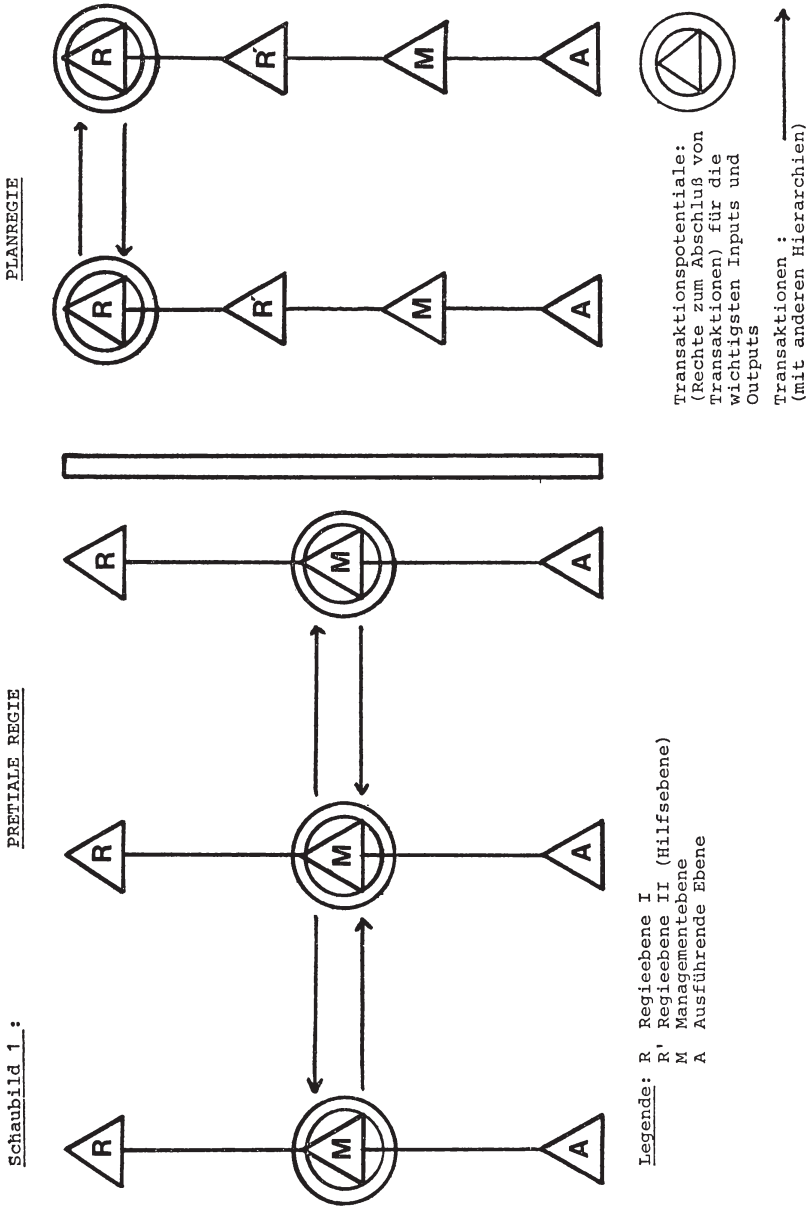 Schaubild 1 :
PRETIALE REGIE
PLANREGIE
R R R R R
R' R'
M M M M M
A A A A A
Legende: R Regieebene I
R' Regieebene II (Hilfsebene)
M Managementebene
A Ausführende Ebene
Transaktionspotentiale:
(Rechte zum Abschluß von
Transaktionen) für die
wichtigsten Inputs und
Outputs
Transaktionen :
(mit anderen Hierarchien)